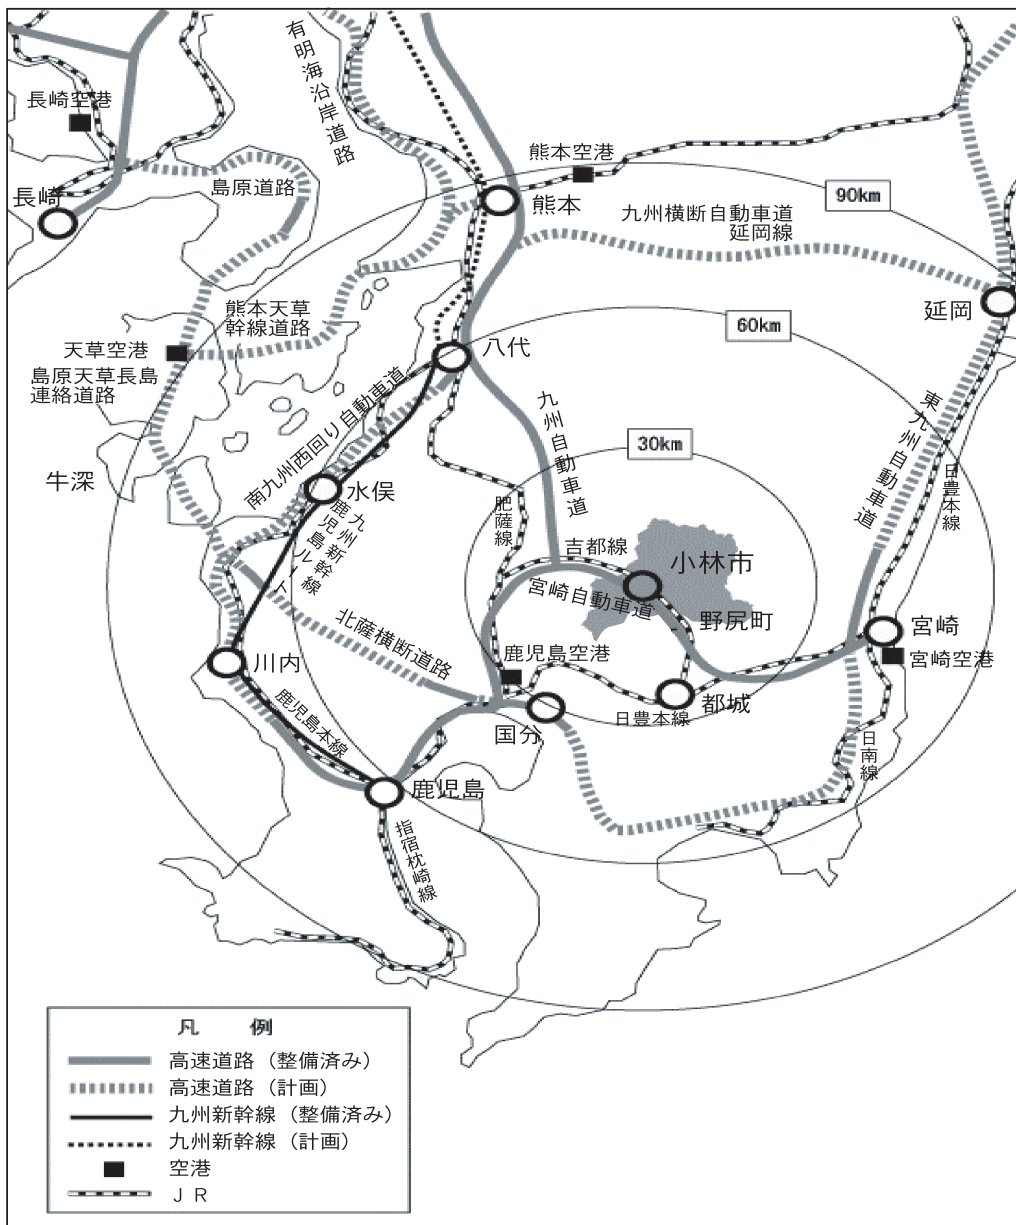 有明海沿岸道路
長崎空港
島原道路
長崎
熊本空港
熊本
90km
九州横断自動車道
延岡線
延岡
熊本天草
幹線道路
60km
天草空港
島原天草長島
連絡道路
八代
南九州西回り自動車道
九州自動車道
東九州自動車道
日豊本線
30km
牛深
水俣
九州新幹線
鹿児島ルート
肥薩線
吉都線
小林市
宮崎自動車道
野尻町
宮崎
宮崎空港
北薩横断道路
鹿児島空港
川内
鹿児島本線
国分
日豊本線
都城
日南線
鹿児島
指宿枕崎線
凡 例
高速道路（整備済み）
高速道路（計画）
九州新幹線（整備済み）
九州新幹線（計画）
空港
ＪＲ